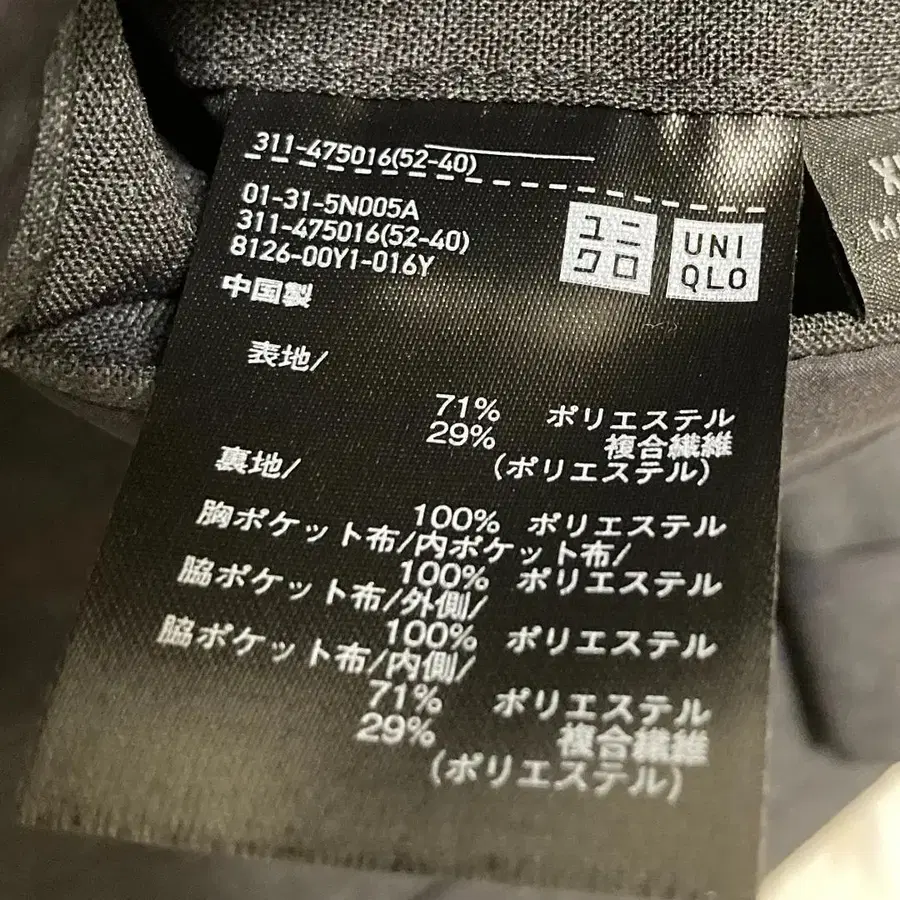 311-475016(52-40)
01-31-5N005A
311-475016(52-40)
8126-00Y1-016Y
中国製
ユニ
クロ
UNI
QLO
表地/
71% ポリエステル
29% 複合繊維
(ポリエステル)
裏地/
100% ポリエステル
胸ポケット布/内ポケット布/
100% ポリエステル
脇ポケット布/外側/
100% ポリエステル
脇ポケット布/内側/
71% ポリエステル
29% 複合繊維
(ポリエステル)